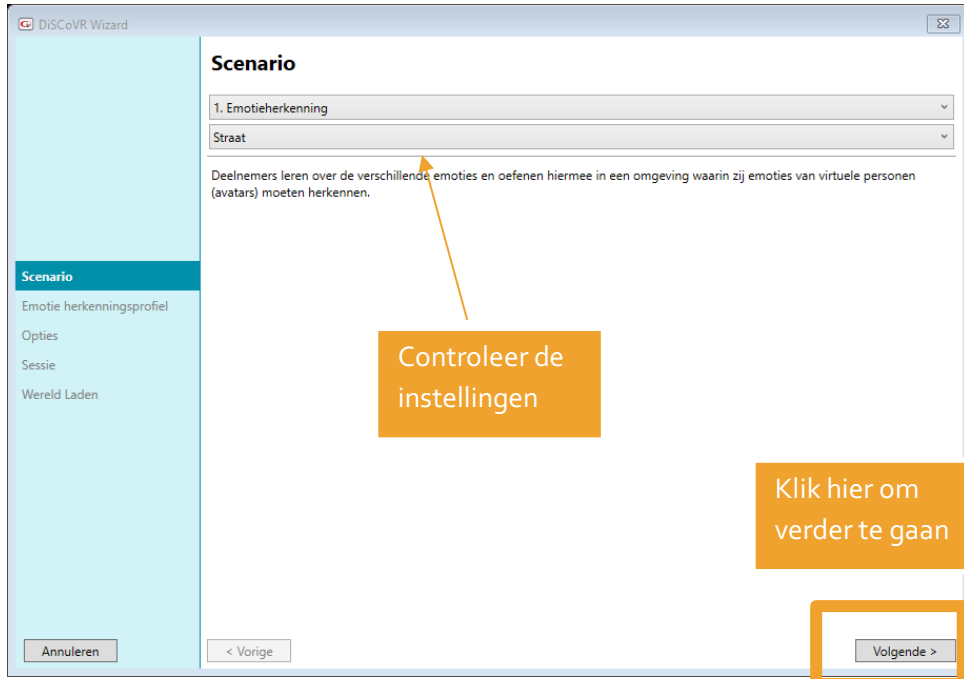 DiSCoVR Wizard
Scenario
1. Emotieherkenning
Straat
Deelnemers leren over de verschillende emoties en oefenen hiermee in een omgeving waarin zij emoties van virtuele personen
(avatars) moeten herkennen.
Scenario
Emotie herkenningsprofiel
Opties
Sessie
Wereld Laden
Controleer de
instellingen
Klik hier om
verder te gaan
Annuleren
< Vorige
Volgende >